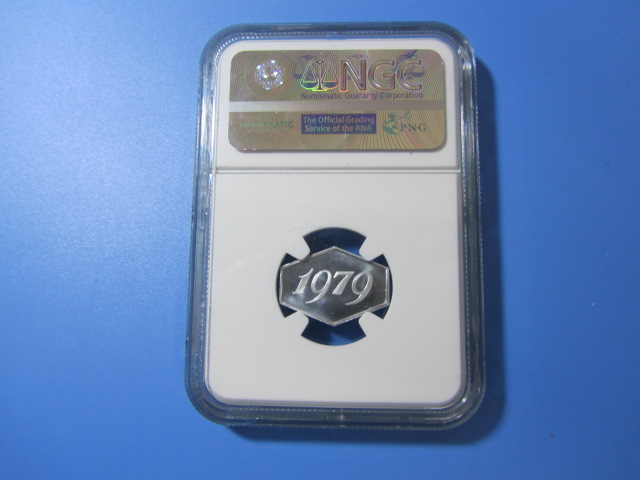 NGC
Numismatic Guaranty Corporation
The Official Grading
Service of the ANA
PNG
1979